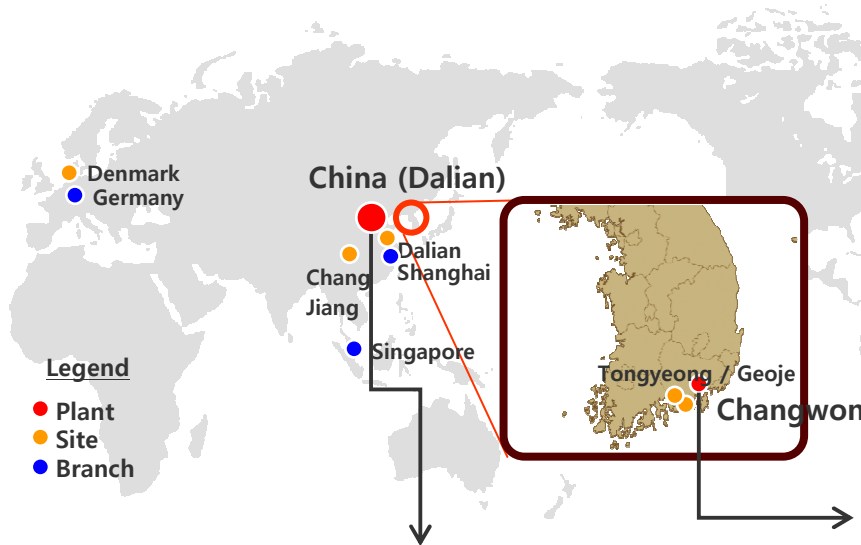 Denmark
Germany
China (Dalian)
Dalian
Shanghai
Chang
Jiang
Singapore
Tongyeong / Geoje
Changwon
Legend
Plant
Site
Branch